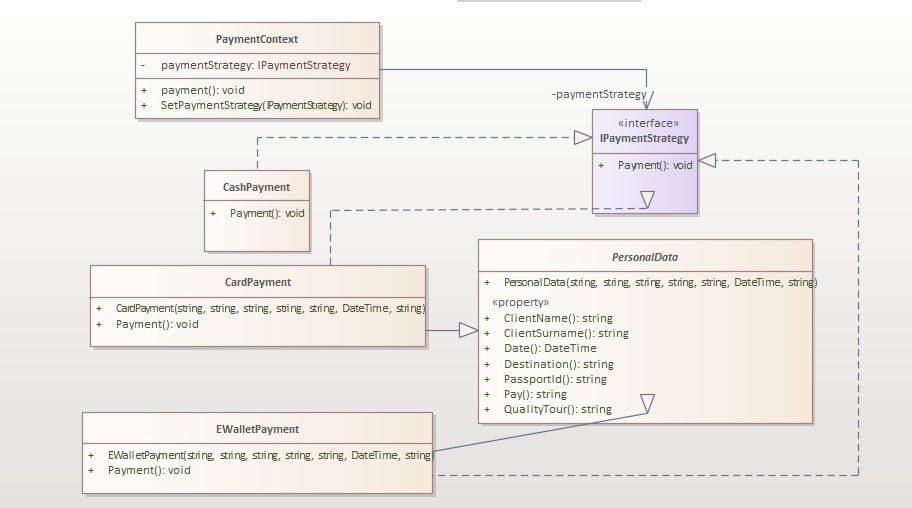 PaymentContext
- paymentStrategy: IPaymentStrategy
+ payment(): void
+ SetPaymentStrategy(IPaymentStrategy): void
-paymentStrategy
«interface»
IPaymentStrategy
+ Payment(): void
CashPayment
+ Payment(): void
CardPayment
+ CardPayment(string, string, string, string, string, DateTime, string)
+ Payment(): void
PersonalData
+ PersonalData(string, string, string, string, string, DateTime, string)
«property»
+ ClientName(): string
+ ClientSurname(): string
+ Date(): DateTime
+ Destination(): string
+ PassportId(): string
+ Pay(): string
+ QualityTour(): string
EWalletPayment
+ EWalletPayment(string, string, string, string, string, DateTime, string)
+ Payment(): void